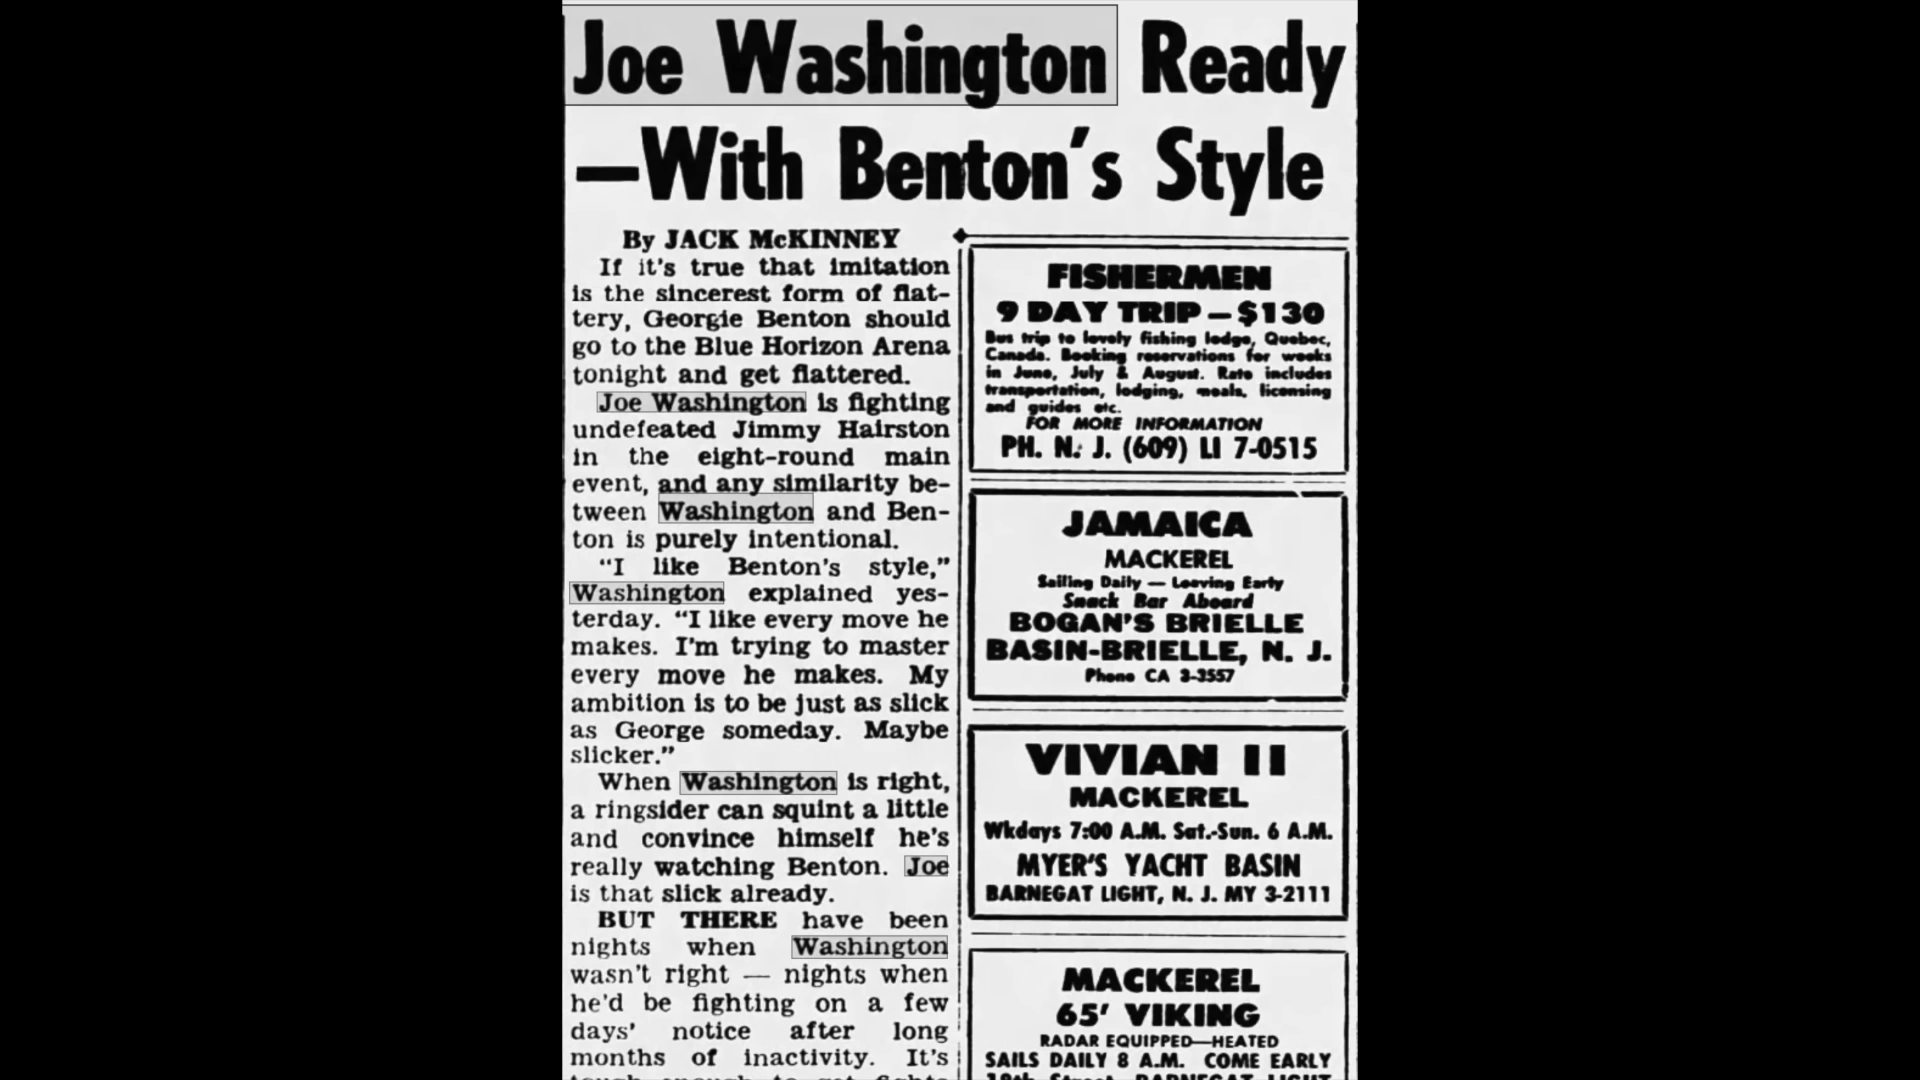 Joe Washington Ready
—With Benton's Style
By JACK McKINNEY
If it's true that imitation
is the sincerest form of flat-
tery, Georgie Benton should
go to the Blue Horizon Arena
tonight and get flattered.
Joe Washington is fighting
undefeated Jimmy Hairston
in the eight-round main
event, and any similarity be-
tween Washington and Ben-
ton is purely intentional.
"I like Benton's style,"
Washington explained yes-
terday. "I like every move he
makes. I'm trying to master
every move he makes. My
ambition is to be just as slick
as George someday. Maybe
slicker."
When Washington is right,
a ringsider can squint a little
and convince himself he's
really watching Benton. Joe
is that slick already.
BUT THERE have been
nights when Washington
wasn't right — nights when
he'd be fighting on a few
days' notice after long
months of inactivity. It's
FISHERMEN
9 DAY TRIP — $130
Bus trip to lovely fishing lodge, Quebec,
Canada. Booking reservations for weeks
in June, July & August. Rate includes
transportation, lodging, meals, licensing
and guides etc.
FOR MORE INFORMATION
PH. N. J. (609) LI 7-0515
JAMAICA
MACKEREL
Sailing Daily — Leaving Early
Snack Bar Aboard
BOGAN'S BRIELLE
BASIN-BRIELLE, N. J.
Phone CA 3-3557
VIVIAN II
MACKEREL
Wkdays 7:00 A.M. Sat.-Sun. 6 A.M.
MYER'S YACHT BASIN
BARNEGAT LIGHT, N. J. MY 3-2111
MACKEREL
65' VIKING
RADAR EQUIPPED—HEATED
SAILS DAILY 8 A.M. COME EARLY